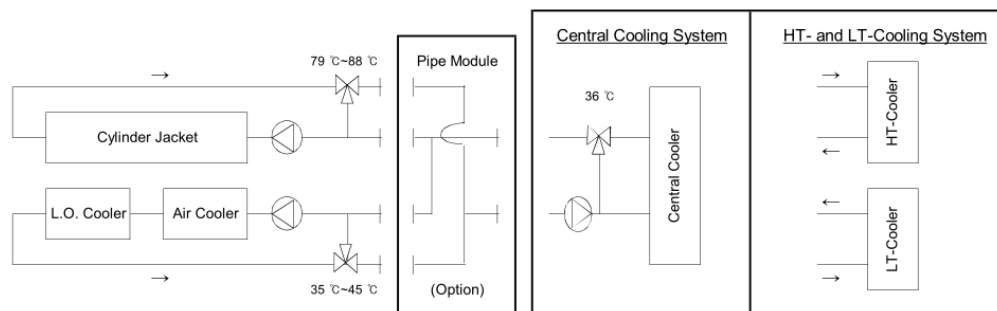 79 ℃~88 ℃
Cylinder Jacket
L.O. Cooler
Air Cooler
35 ℃~45 ℃
Pipe Module
(Option)
Central Cooling System
36 ℃
Central Cooler
HT- and LT-Cooling System
HT-Cooler
LT-Cooler